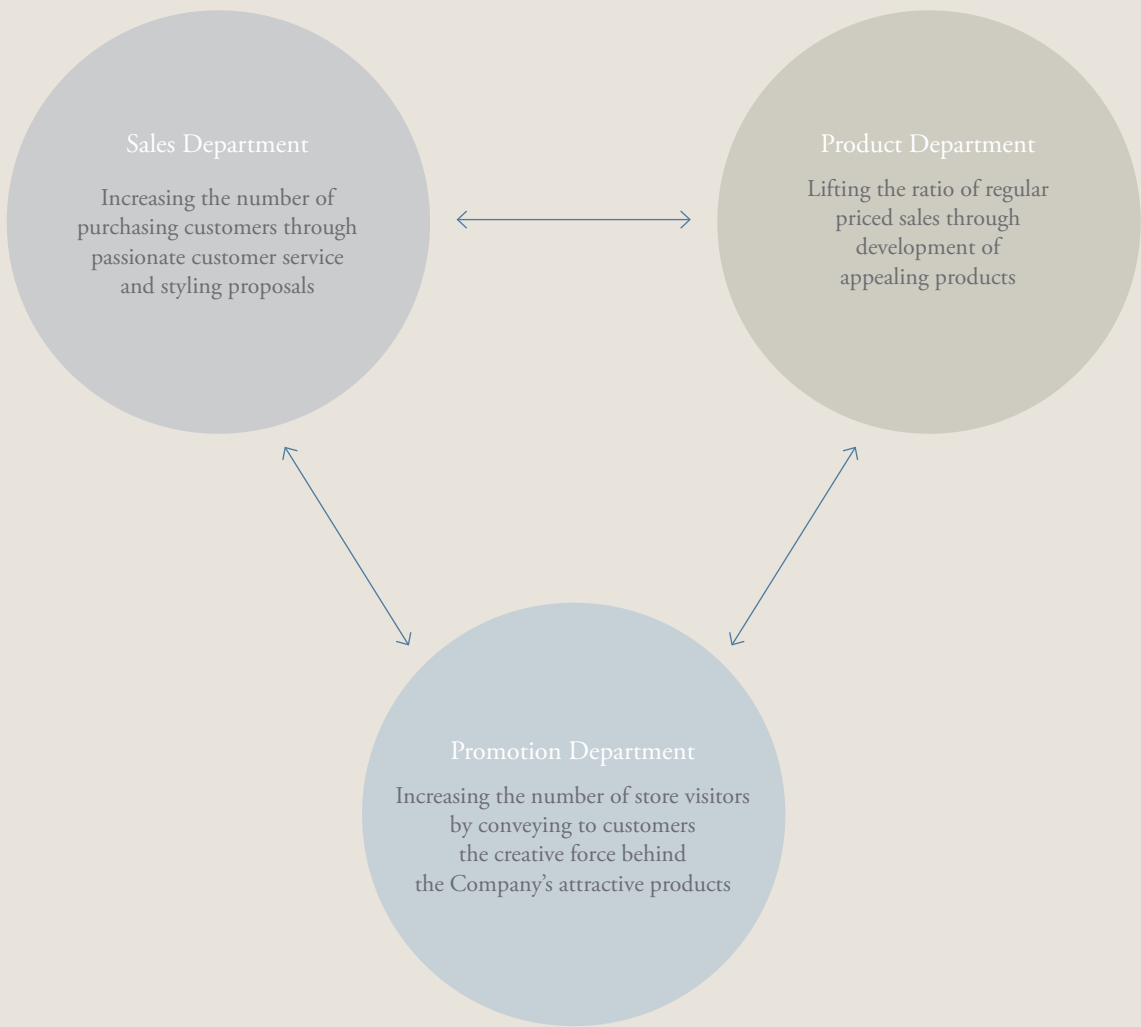 Sales Department
Increasing the number of
purchasing customers through
passionate customer service
and styling proposals
Product Department
Lifting the ratio of regular
priced sales through
development of
appealing products
Promotion Department
Increasing the number of store visitors
by conveying to customers
the creative force behind
the Company’s attractive products